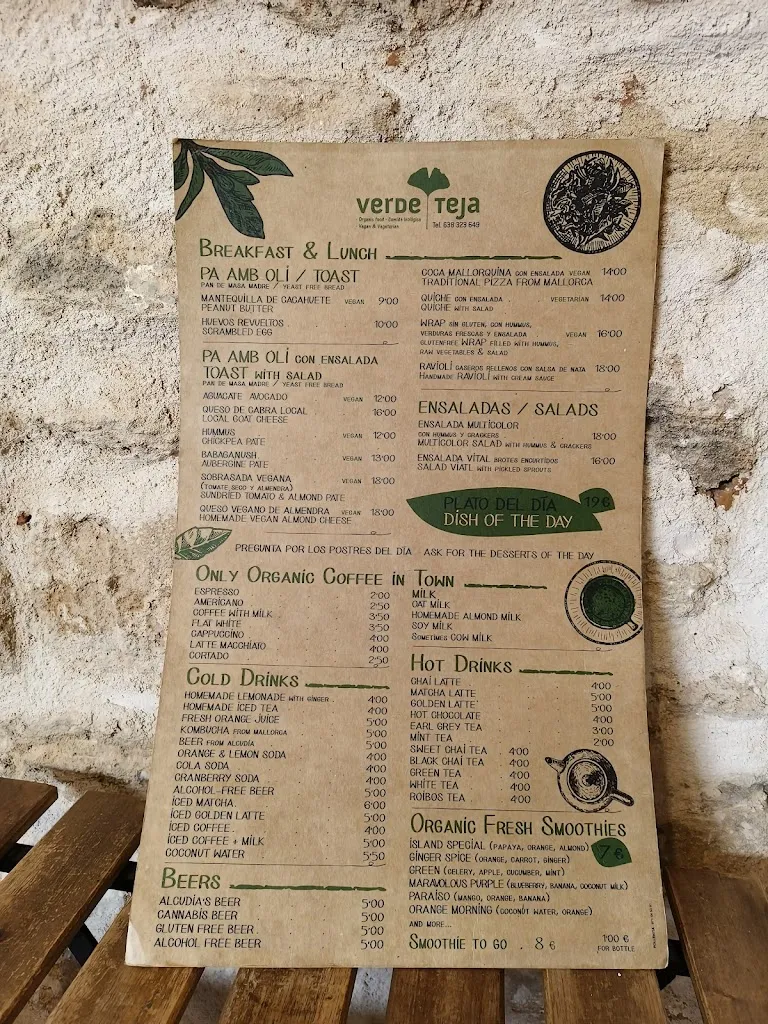 VERDE TEJA
Organic food - Comida ecológica
Vegan & Vegetarian
Tel. 638 323 649
BREAKFAST & LUNCH
PA AMB OLI / TOAST
PAN DE MASA MADRE / YEAST FREE BREAD
MANTEQUILLA DE CACAHUETE VEGAN 9'00
PEANUT BUTTER
HUEVOS REVUELTOS 10'00
SCRAMBLED EGG
PA AMB OLI CON ENSALADA
TOAST WITH SALAD
PAN DE MASA MADRE / YEAST FREE BREAD
AGUACATE AVOCADO VEGAN 12'00
QUESO DE CABRA LOCAL 16'00
LOCAL GOAT CHEESE
HUMMUS VEGAN 12'00
CHICKPEA PATE
BABAGANUSH VEGAN 13'00
AUBERGINE PATE
SOBRASADA VEGANA VEGAN 18'00
(TOMATE SECO Y ALMENDRA)
SUNDRIED TOMATO & ALMOND PATE
QUESO VEGANO DE ALMENDRA VEGAN 18'00
HOMEMADE VEGAN ALMOND CHEESE
COCA MALLORQUINA CON ENSALADA VEGAN 14'00
TRADITIONAL PIZZA FROM MALLORCA
QUICHE CON ENSALADA VEGETARIAN 14'00
QUICHE WITH SALAD
WRAP SIN GLUTEN, CON HUMMUS,
VERDURAS FRESCAS Y ENSALADA VEGAN 16'00
GLUTENFREE WRAP FILLED WITH HUMMUS,
RAW VEGETABLES & SALAD
RAVIOLI CASEROS RELLENOS CON SALSA DE NATA 18'00
HANDMADE RAVIOLI WITH CREAM SAUCE
ENSALADAS / SALADS
ENSALADA MULTICOLOR
CON HUMMUS Y CRACKERS 18'00
MULTICOLOR SALAD WITH HUMMUS & CRACKERS
ENSALADA VITAL BROTES ENCURTIDOS 16'00
SALAD VIATL WITH PICKLED SPROUTS
PLATO DEL DÍA 19€
DISH OF THE DAY
PREGUNTA POR LOS POSTRES DEL DÍA ASK FOR THE DESSERTS OF THE DAY
ONLY ORGANIC COFFEE IN TOWN
ESPRESSO 2'00
AMERICANO 2'50
COFFEE WITH MILK 3'50
FLAT WHITE 3'50
CAPPUCCINO 4'00
LATTE MACCHIATO 4'00
CORTADO 2'50
MILK
OAT MILK
HOMEMADE ALMOND MILK
SOY MILK
SOMETIMES COW MILK
COLD DRINKS
HOMEMADE LEMONADE WITH GINGER 4'00
HOMEMADE ICED TEA 4'00
FRESH ORANGE JUICE 5'00
KOMBUCHA FROM MALLORCA 5'00
BEER FROM ALCUDÍA 5'00
ORANGE & LEMON SODA 4'00
COLA SODA 4'00
CRANBERRY SODA 4'00
ALCOHOL-FREE BEER 5'00
ICED MATCHA 6'00
ICED GOLDEN LATTE 5'00
ICED COFFEE 4'00
ICED COFFEE + MILK 5'00
COCONUT WATER 5'50
BEERS
ALCUDIA'S BEER 5'00
CANNABIS BEER 5'00
GLUTEN FREE BEER 5'00
ALCOHOL FREE BEER 5'00
HOT DRINKS
CHAI LATTE 4'00
MATCHA LATTE 5'00
GOLDEN LATTE 5'00
HOT CHOCOLATE 4'00
EARL GREY TEA 3'00
MINT TEA 2'00
SWEET CHAI TEA 4'00
BLACK CHAI TEA 4'00
GREEN TEA 4'00
WHITE TEA 4'00
ROIBOS TEA 4'00
ORGANIC FRESH SMOOTHIES
ISLAND SPECIAL (PAPAYA, ORANGE, ALMOND) 7 €
GINGER SPICE (ORANGE, CARROT, GINGER)
GREEN (CELERY, APPLE, CUCUMBER, MINT)
MARAVOLOUS PURPLE (BLUEBERRY, BANANA, COCONUT MILK)
PARAÍSO (MANGO, ORANGE, BANANA)
ORANGE MORNING (COCONUT WATER, ORANGE)
AND MORE...
SMOOTHIE TO GO . 8 €
1'00 €
FOR BOTTLE